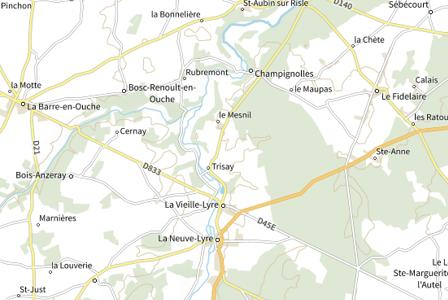 Pinchon
la Bonnelière
St-Aubin sur Risle
D140
Sébécourt
la Chète
Rubremont
Champignolles
la Motte
Bosc-Renoult-en-
Ouche
le Maupas
Calais
Le Fidelaire
La Barre-en-Ouche
le Mesnil
les Ratou
Cernay
D21
Ste-Anne
D833
Trisay
Bois-Anzeray
La Vieille-Lyre
Marnières
D45E
La Neuve-Lyre
la Louverie
Le L
Ste-Marguerite
l'Autel
St-Just